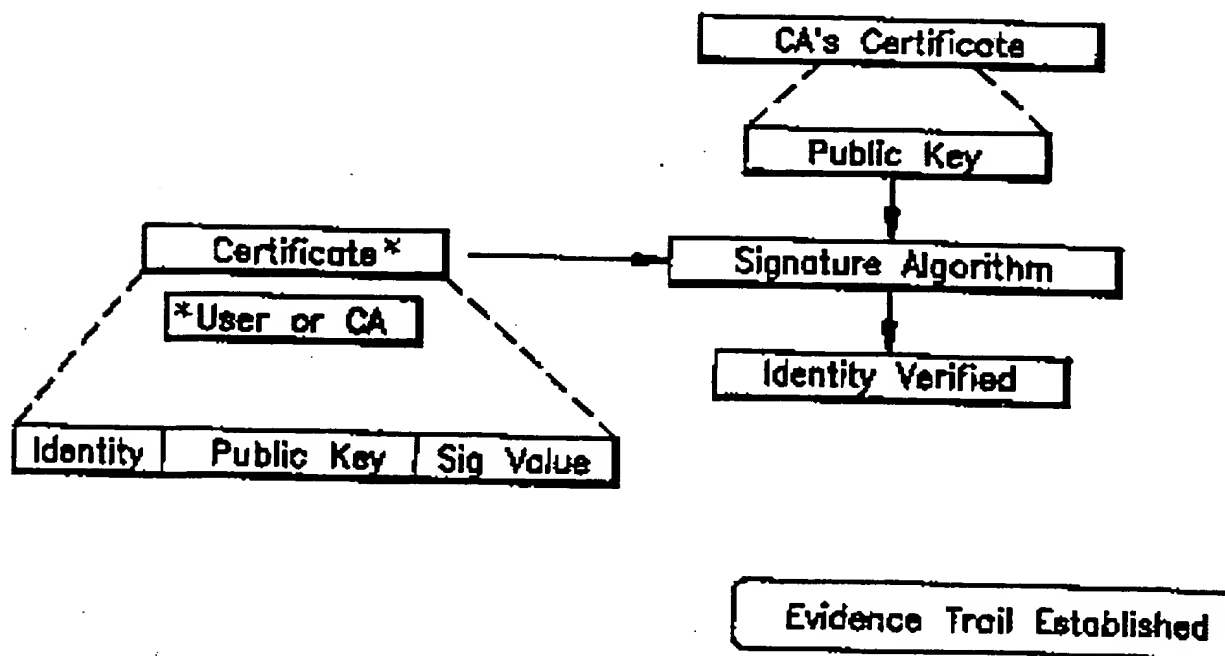 CA's Certificate
Public Key
Certificate*
Signature Algorithm
*User or CA
Identity Verified
Identity Public Key Sig Value
Evidence Trail Established